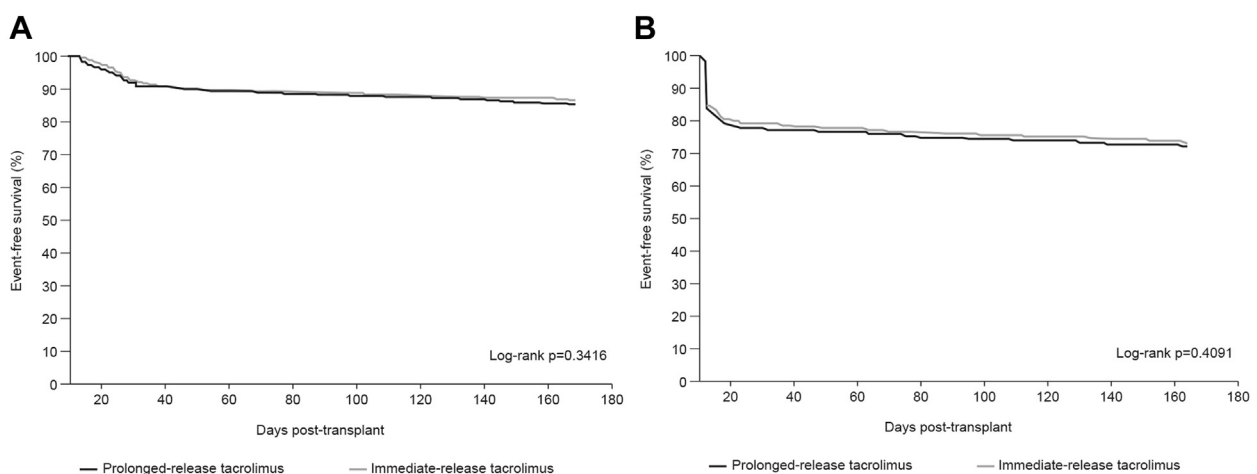 A
Event-free survival (%)
100
90
80
70
60
50
40
30
20
10
0
20 40 60 80 100 120 140 160 180
Log-rank p=0.3416
Days post-transplant
Prolonged-release tacrolimus Immediate-release tacrolimus
B
Event-free survival (%)
100
90
80
70
60
50
40
30
20
10
0
20 40 60 80 100 120 140 160 180
Log-rank p=0.4091
Days post-transplant
Prolonged-release tacrolimus Immediate-release tacrolimus